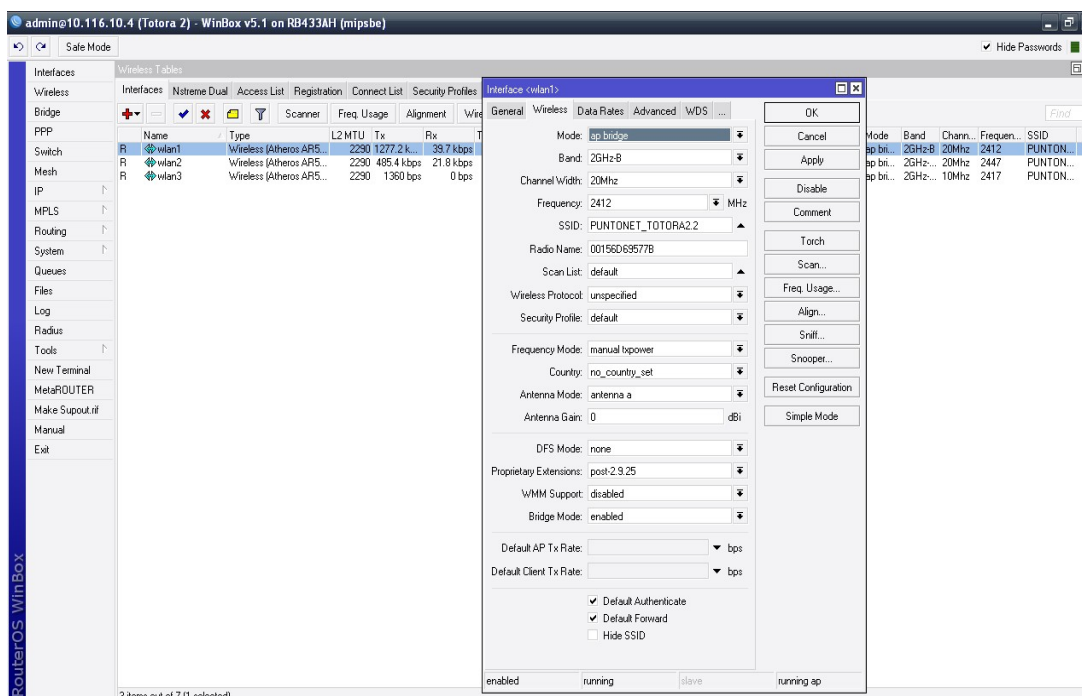 admin@10.116.10.4 (Totora 2) - WinBox v5.1 on RB433AH (mipsbe)
Safe Mode
Hide Passwords
Interfaces
Wireless
Bridge
PPP
Switch
Mesh
IP
MPLS
Routing
System
Queues
Files
Log
Radius
Tools
New Terminal
MetaROUTER
Make Supout.rif
Manual
Exit
RouterOS WinBox
Wireless Tables
Interfaces Nstreme Dual Access List Registration Connect List Security Profiles
Scanner Freq. Usage Alignment Wire
Find
Name Type L2 MTU Tx Rx T
R wlan1 Wireless (Atheros AR5... 2290 1277.2 k... 39.7 kbps
R wlan2 Wireless (Atheros AR5... 2290 485.4 kbps 21.8 kbps
R wlan3 Wireless (Atheros AR5... 2290 1360 bps 0 bps
Mode Band Chann... Frequen... SSID
ap bri... 2GHz-B 20Mhz 2412 PUNTON...
ap bri... 2GHz-... 20Mhz 2447 PUNTON...
ap bri... 2GHz-... 10Mhz 2417 PUNTON...
Interface <wlan1>
General Wireless Data Rates Advanced WDS ...
Mode: ap bridge
Band: 2GHz-B
Channel Width: 20Mhz
Frequency: 2412 MHz
SSID: PUNTONET_TOTORA2.2
Radio Name: 00156D69577B
Scan List: default
Wireless Protocol: unspecified
Security Profile: default
Frequency Mode: manual txpower
Country: no_country_set
Antenna Mode: antenna a
Antenna Gain: 0 dBi
DFS Mode: none
Proprietary Extensions: post-2.9.25
WMM Support: disabled
Bridge Mode: enabled
Default AP Tx Rate: bps
Default Client Tx Rate: bps
Default Authenticate
Default Forward
Hide SSID
enabled running slave running ap
OK
Cancel
Apply
Disable
Comment
Torch
Scan...
Freq. Usage...
Align...
Sniff...
Snooper...
Reset Configuration
Simple Mode
3 items out of 7 (1 selected)